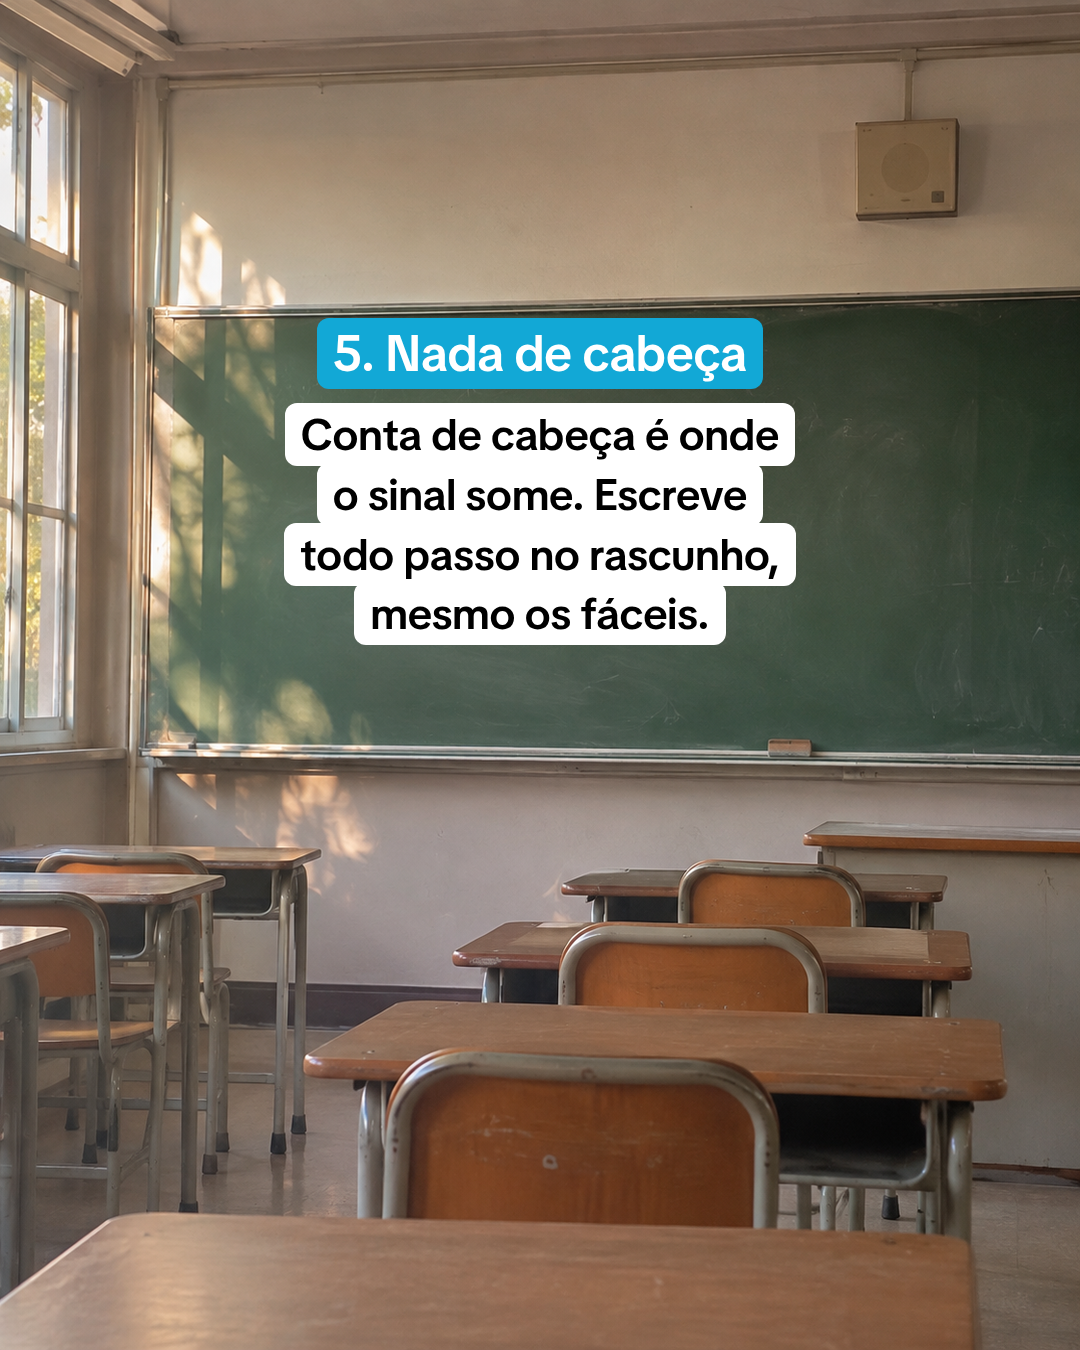 5. Nada de cabeça
Conta de cabeça é onde
o sinal some. Escreve
todo passo no rascunho,
mesmo os fáceis.